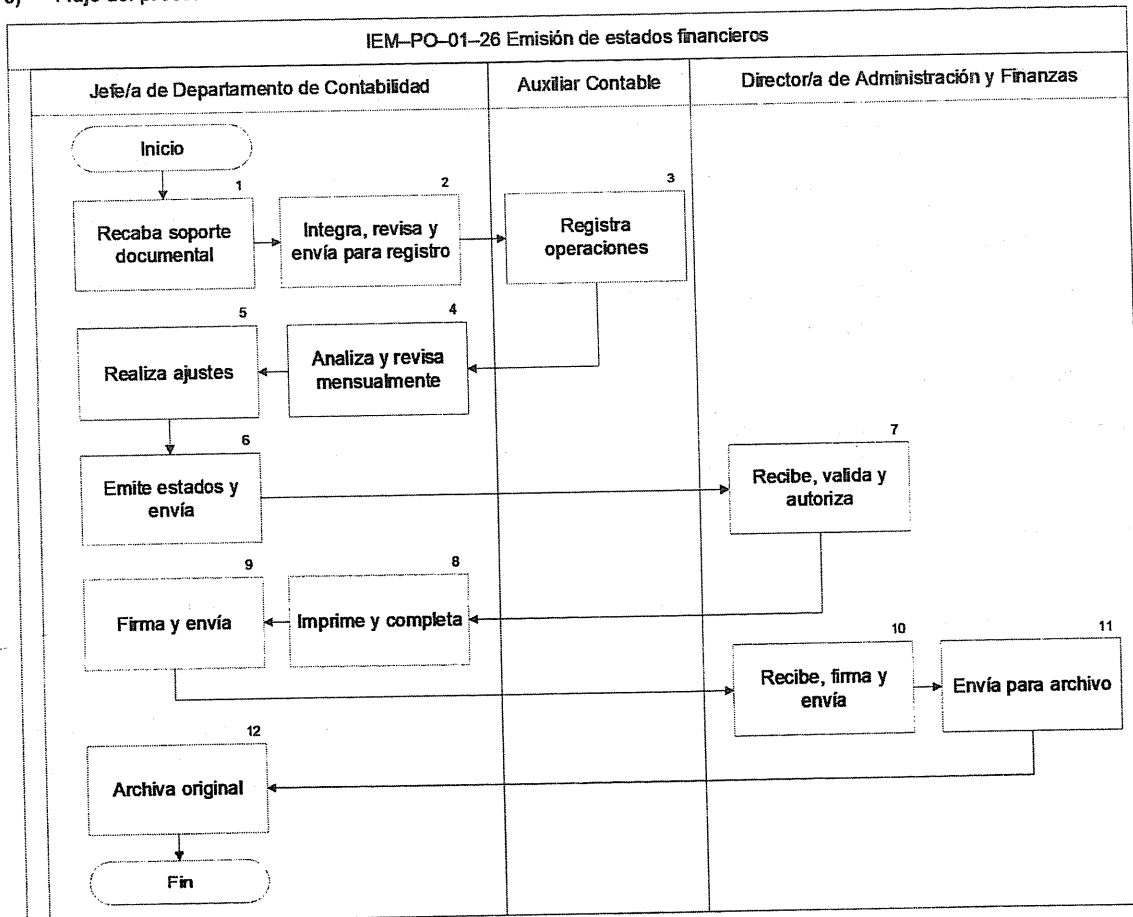 Flujo del
IEM–PO–01–26 Emisión de estados financieros
Jefe/a de Departamento de Contabilidad
Auxiliar Contable
Director/a de Administración y Finanzas
Inicio
1
Recaba soporte
documental
2
Integra, revisa y
envía para registro
3
Registra
operaciones
4
Analiza y revisa
mensualmente
5
Realiza ajustes
6
Emite estados y
envía
7
Recibe, valida y
autoriza
8
Imprime y completa
9
Firma y envía
10
Recibe, firma y
envía
11
Envía para archivo
12
Archiva original
Fin